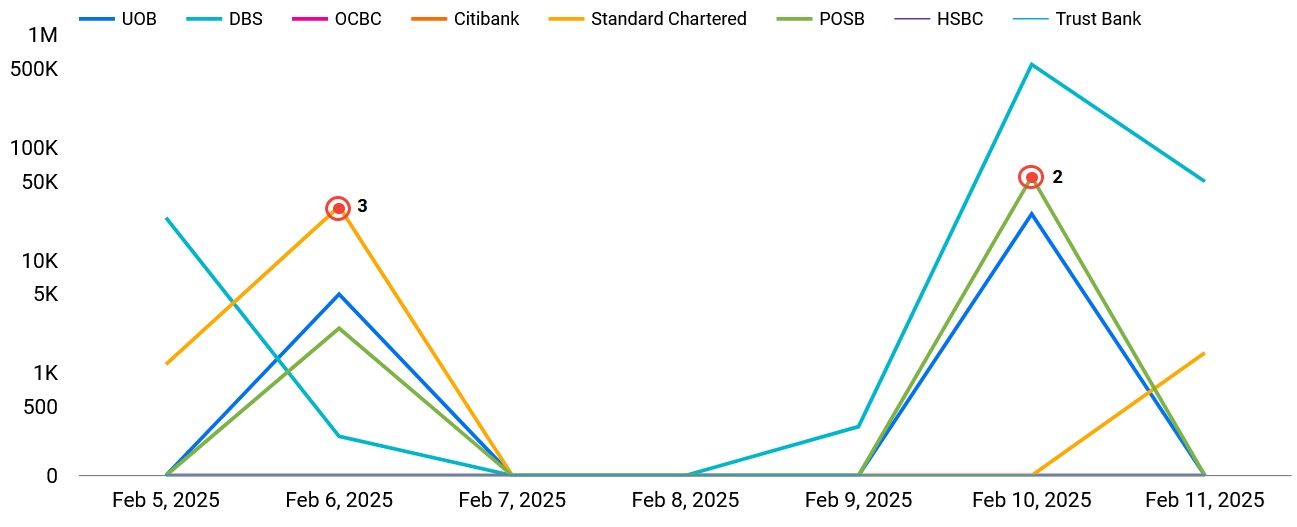 UOB DBS OCBC Citibank Standard Chartered POSB HSBC Trust Bank
1M
500K
100K
50K
2
3
10K
5K
1K
500
0
Feb 5, 2025 Feb 6, 2025 Feb 7, 2025 Feb 8, 2025 Feb 9, 2025 Feb 10, 2025 Feb 11, 2025